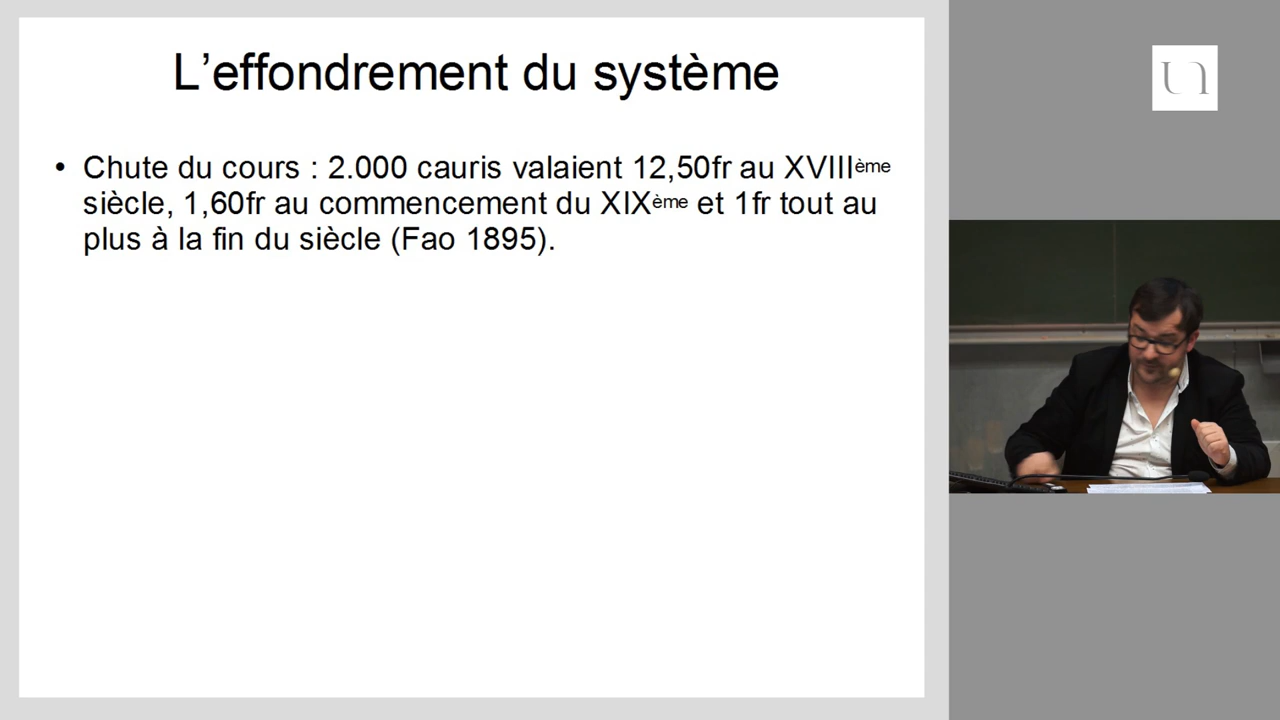 L’effondrement du système
• Chute du cours : 2.000 cauris valaient 12,50fr au XVIIIème
siècle, 1,60fr au commencement du XIXème et 1fr tout au
plus à la fin du siècle (Fao 1895).